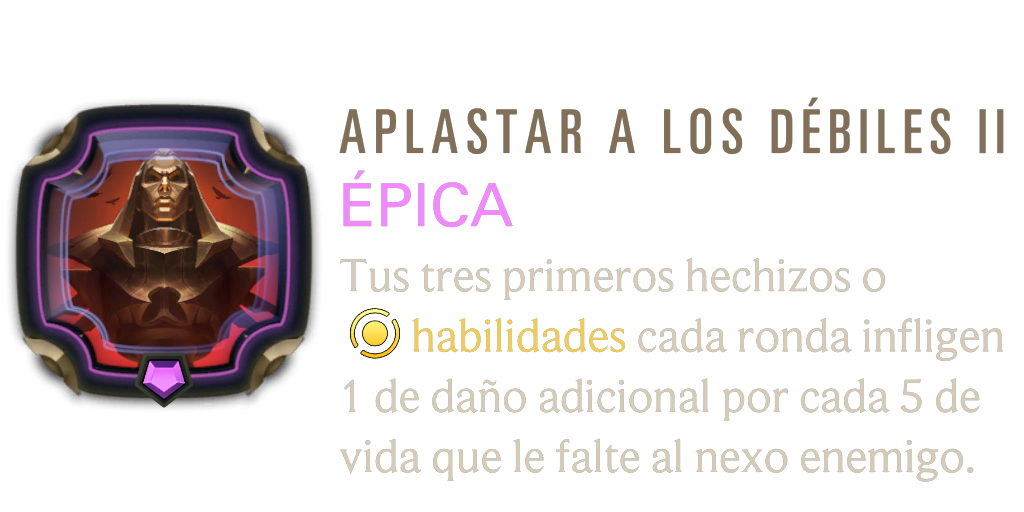 APLASTAR A LOS DÉBILES II
ÉPICA
Tus tres primeros hechizos o
habilidades cada ronda infligen
1 de daño adicional por cada 5 de
vida que le falte al nexo enemigo.